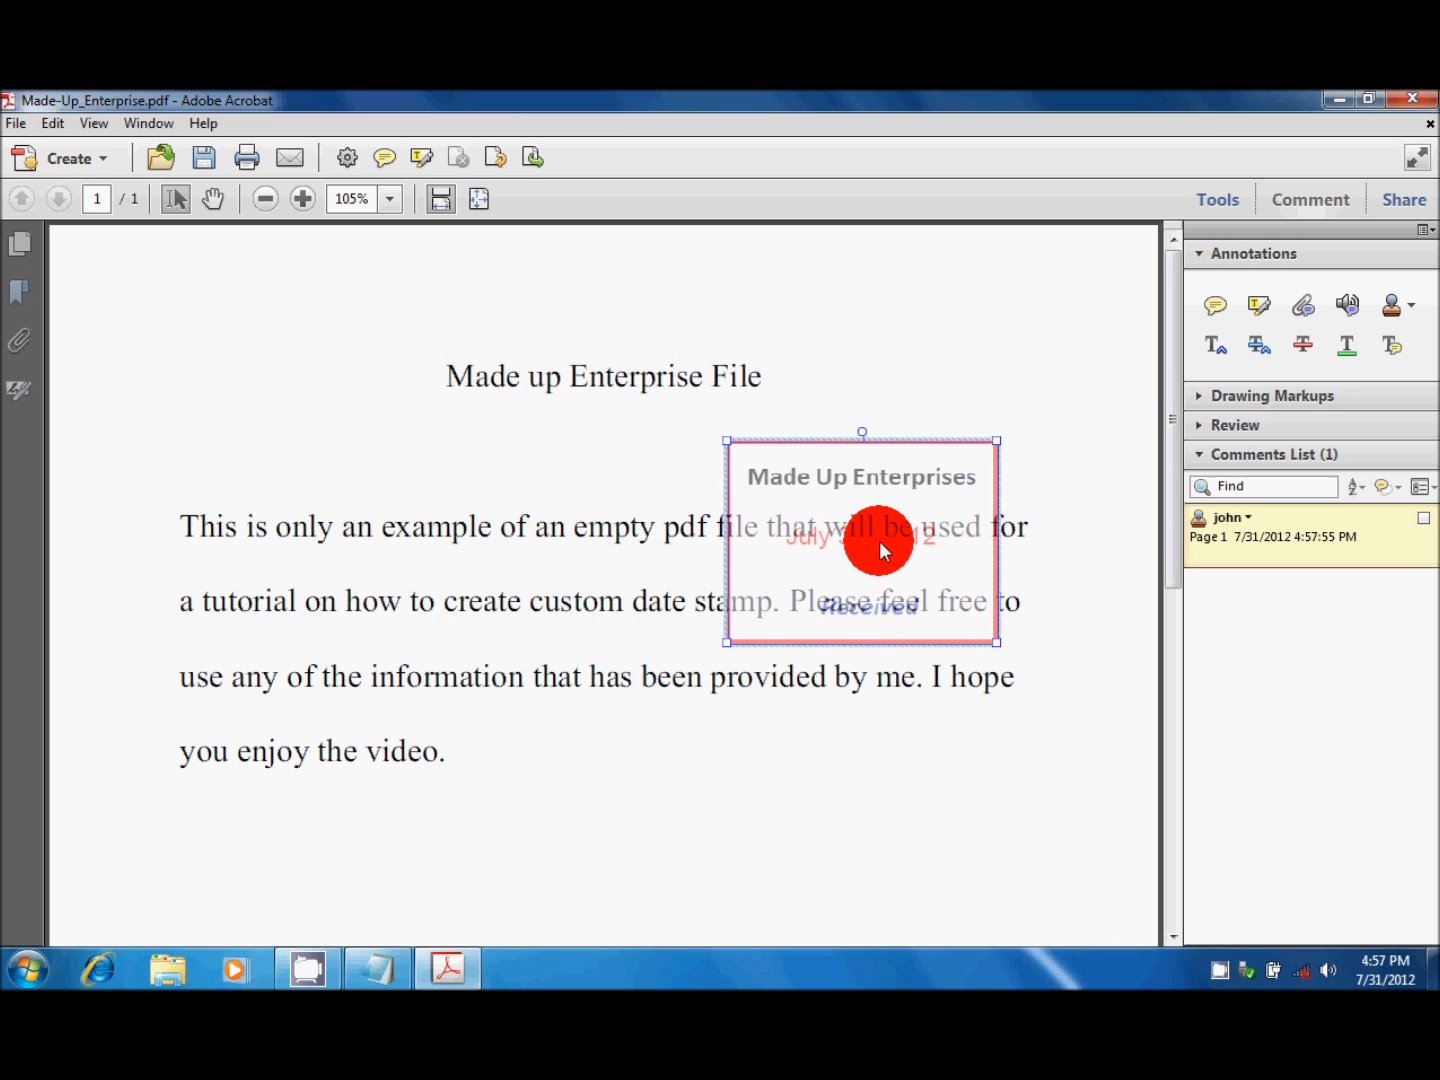 Made-Up_Enterprise.pdf - Adobe Acrobat
File Edit View Window Help
Create
1 / 1 105% Tools Comment Share
Annotations
Drawing Markups
Review
Comments List (1)
Find
john
Page 1 7/31/2012 4:57:55 PM
Made up Enterprise File
Made Up Enterprises
This is only an example of an empty pdf file that will be used for
July 12
a tutorial on how to create custom date stamp. Please feel free to
Received
use any of the information that has been provided by me. I hope
you enjoy the video.
4:57 PM
7/31/2012